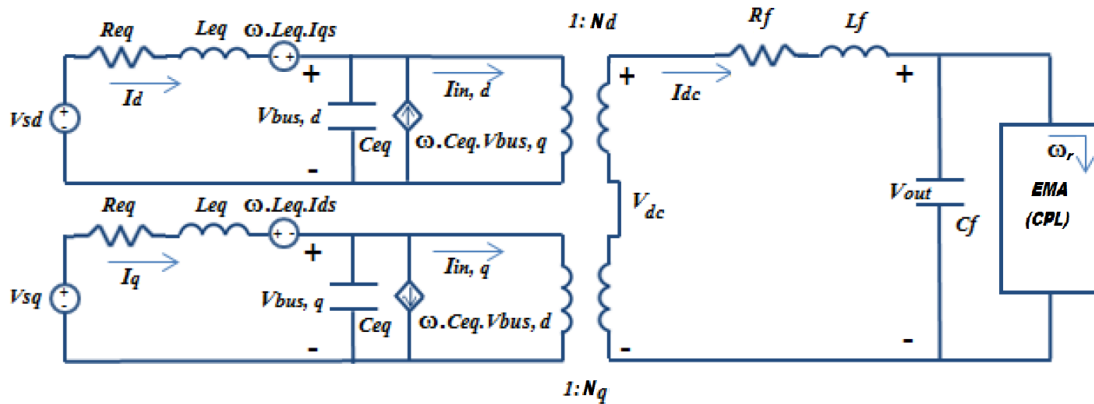 Req Leq ω.Leq.Iqs
1: Nd
Rf Lf
+
Id
Iin, d
+
Idc
+
Vsd
+
-
- +
Vbus, d
Ceq
ω.Ceq.Vbus, q
-
ωr
EMA
(CPL)
Vout
Cf
Vdc
Req Leq ω.Leq.Ids
+ -
+
Iq
Iin, q
Vsq
+
-
Vbus, q
Ceq
ω.Ceq.Vbus, d
-
-
-
1: Nq